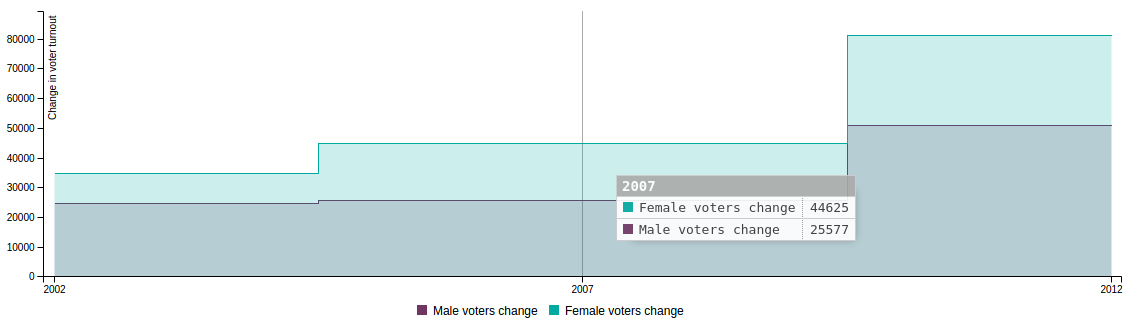 Change in voter turnout
80000
70000
60000
50000
40000
30000
20000
10000
0
2007
Female voters change 44625
Male voters change 25577
2002 2007 2012
Male voters change Female voters change